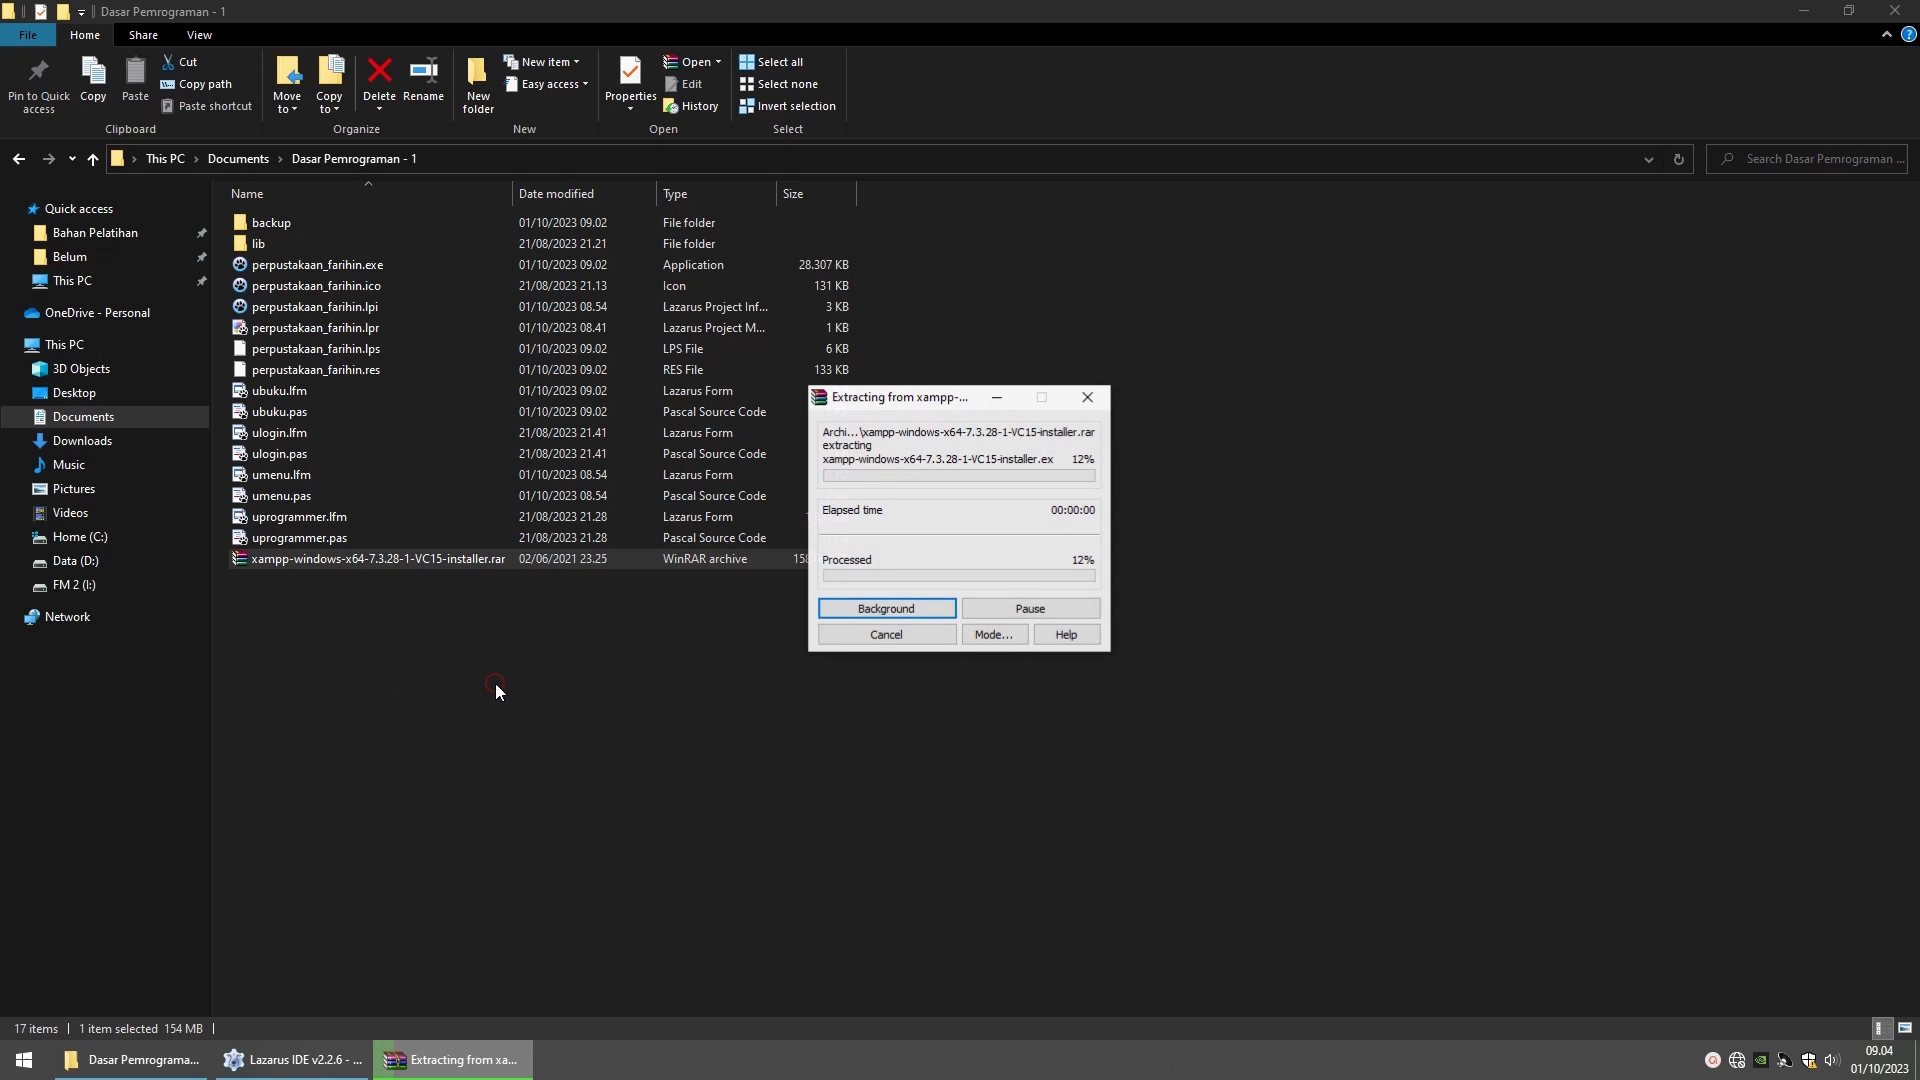 Dasar Pemrograman - 1
File Home Share View
Pin to Quick access
Copy
Paste
Cut
Copy path
Paste shortcut
Clipboard
Move to
Copy to
Delete
Rename
Organize
New folder
New item
Easy access
New
Properties
Open
Edit
History
Open
Select all
Select none
Invert selection
Select
This PC Documents Dasar Pemrograman - 1
Search Dasar Pemrograman ...
Quick access
Bahan Pelatihan
Belum
This PC
OneDrive - Personal
This PC
3D Objects
Desktop
Documents
Downloads
Music
Pictures
Videos
Home (C:)
Data (D:)
FM 2 (I:)
Network
Name Date modified Type Size
backup 01/10/2023 09.02 File folder
lib 21/08/2023 21.21 File folder
perpustakaan_farihin.exe 01/10/2023 09.02 Application 28.307 KB
perpustakaan_farihin.ico 21/08/2023 21.13 Icon 131 KB
perpustakaan_farihin.lpi 01/10/2023 08.54 Lazarus Project Inf... 3 KB
perpustakaan_farihin.lpr 01/10/2023 08.41 Lazarus Project M... 1 KB
perpustakaan_farihin.lps 01/10/2023 09.02 LPS File 6 KB
perpustakaan_farihin.res 01/10/2023 09.02 RES File 133 KB
ubuku.lfm 01/10/2023 09.02 Lazarus Form
ubuku.pas 01/10/2023 09.02 Pascal Source Code
ulogin.lfm 21/08/2023 21.41 Lazarus Form
ulogin.pas 21/08/2023 21.41 Pascal Source Code
umenu.lfm 01/10/2023 08.54 Lazarus Form
umenu.pas 01/10/2023 08.54 Pascal Source Code
uprogrammer.lfm 21/08/2023 21.28 Lazarus Form
uprogrammer.pas 21/08/2023 21.28 Pascal Source Code
xampp-windows-x64-7.3.28-1-VC15-installer.rar 02/06/2021 23.25 WinRAR archive
Extracting from xampp-...
Archi...\xampp-windows-x64-7.3.28-1-VC15-installer.rar
extracting
xampp-windows-x64-7.3.28-1-VC15-installer.ex 12%
Elapsed time 00:00:00
Processed 12%
Background Pause
Cancel Mode... Help
17 items 1 item selected 154 MB
Dasar Pemrograma... Lazarus IDE v2.2.6 - ... Extracting from xa...
09.04
01/10/2023